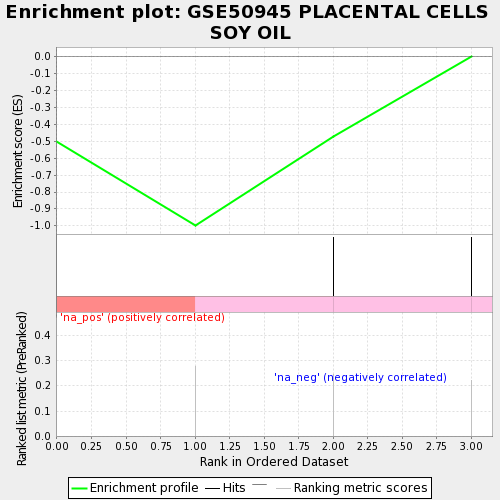 Enrichment plot: GSE50945 PLACENTAL CELLS
SOY OIL
Enrichment score (ES)
0.0
-0.1
-0.2
-0.3
-0.4
-0.5
-0.6
-0.7
-0.8
-0.9
-1.0
'na_pos' (positively correlated)
'na_neg' (negatively correlated)
Ranked list metric (PreRanked)
0.4
0.3
0.2
0.1
0.0
0.00 0.25 0.50 0.75 1.00 1.25 1.50 1.75 2.00 2.25 2.50 2.75 3.00
Rank in Ordered Dataset
Enrichment profile Hits Ranking metric scores